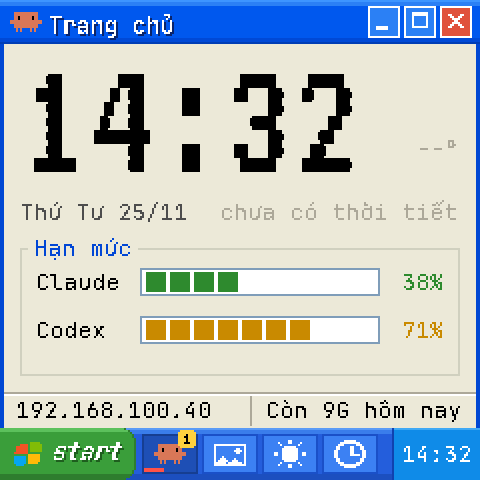 Trang chủ
14:32
--°
Thứ Tư 25/11 chưa có thời tiết
Hạn mức
Claude 38%
Codex 71%
192.168.100.40 Còn 9G hôm nay
start 1 14:32